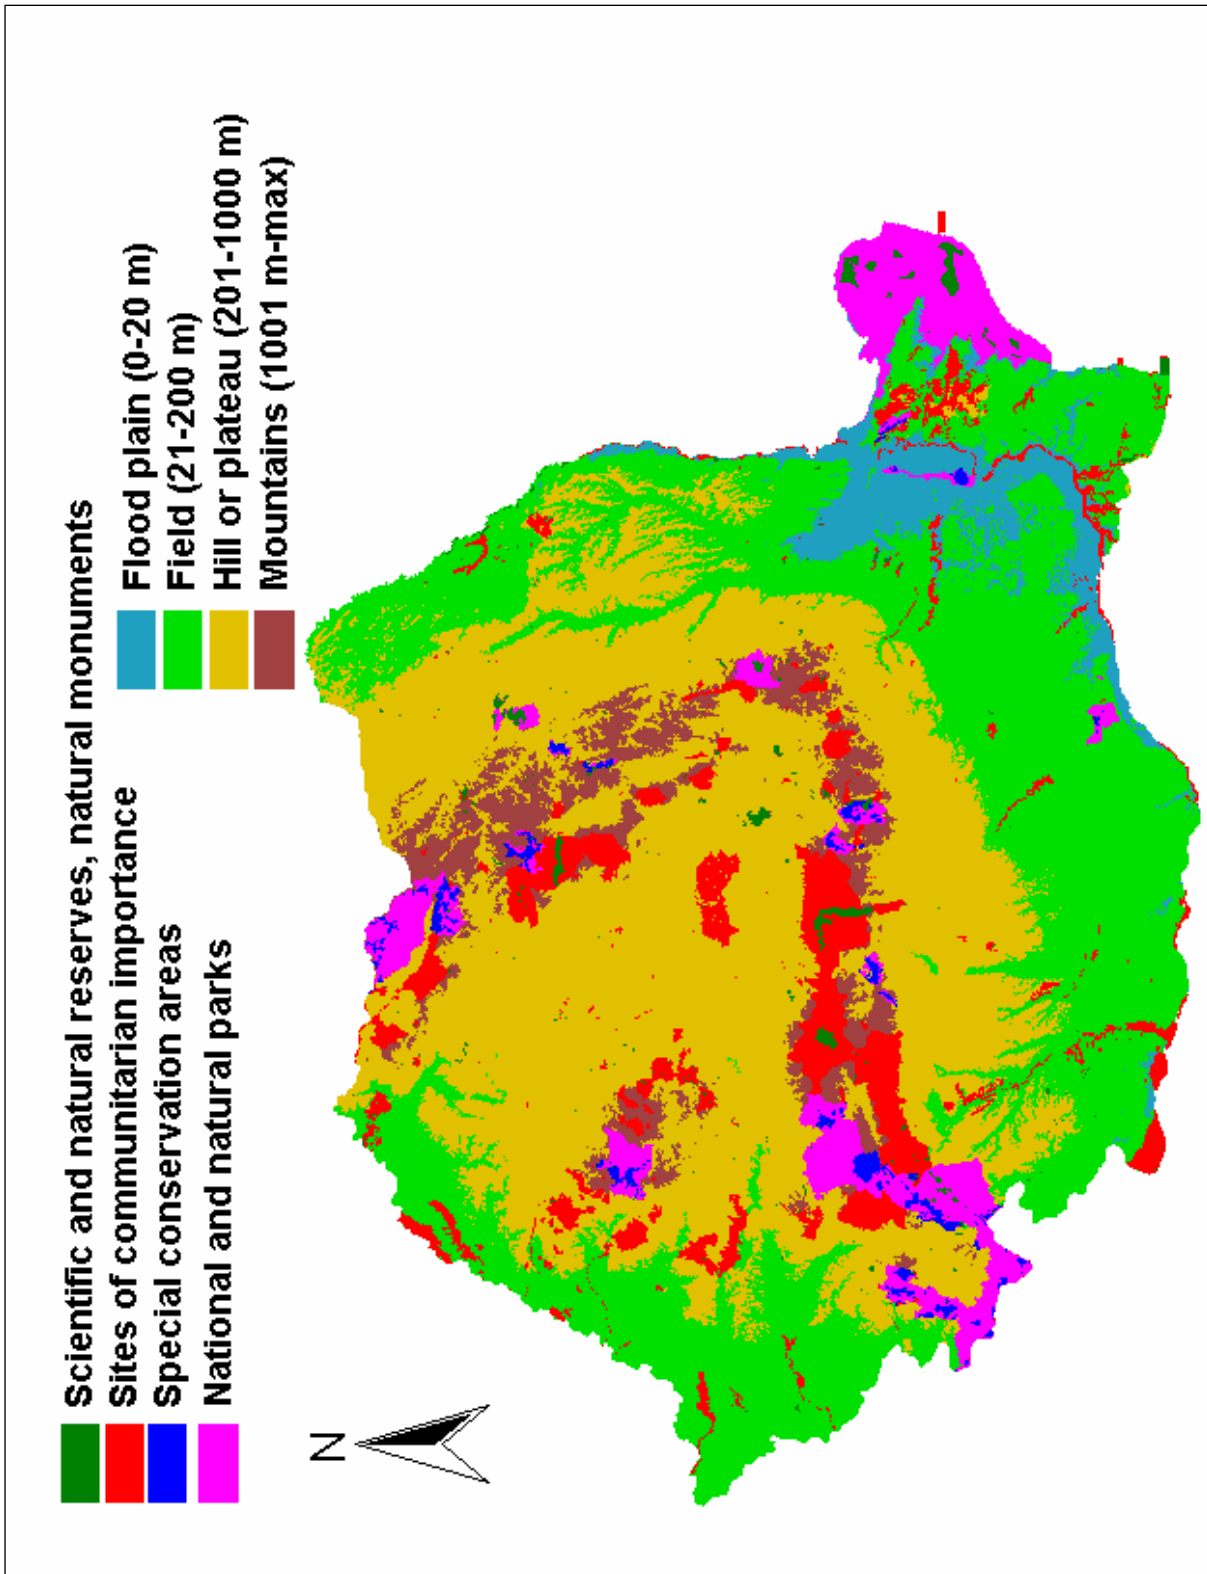 Scientific and natural reserves, natural monuments
Sites of communitarian importance
Special conservation areas
National and natural parks
Flood plain (0-20 m)
Field (21-200 m)
Hill or plateau (201-1000 m)
Mountains (1001 m-max)
N